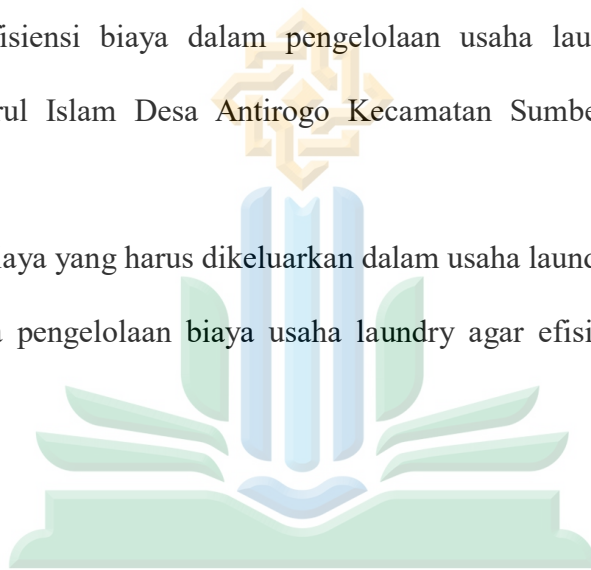 fisiensi biaya dalam pengelolaan usaha lau
rul Islam Desa Antirogo Kecamatan Sumbe
iaya yang harus dikeluarkan dalam usaha laund
pengelolaan biaya usaha laundry agar efisi